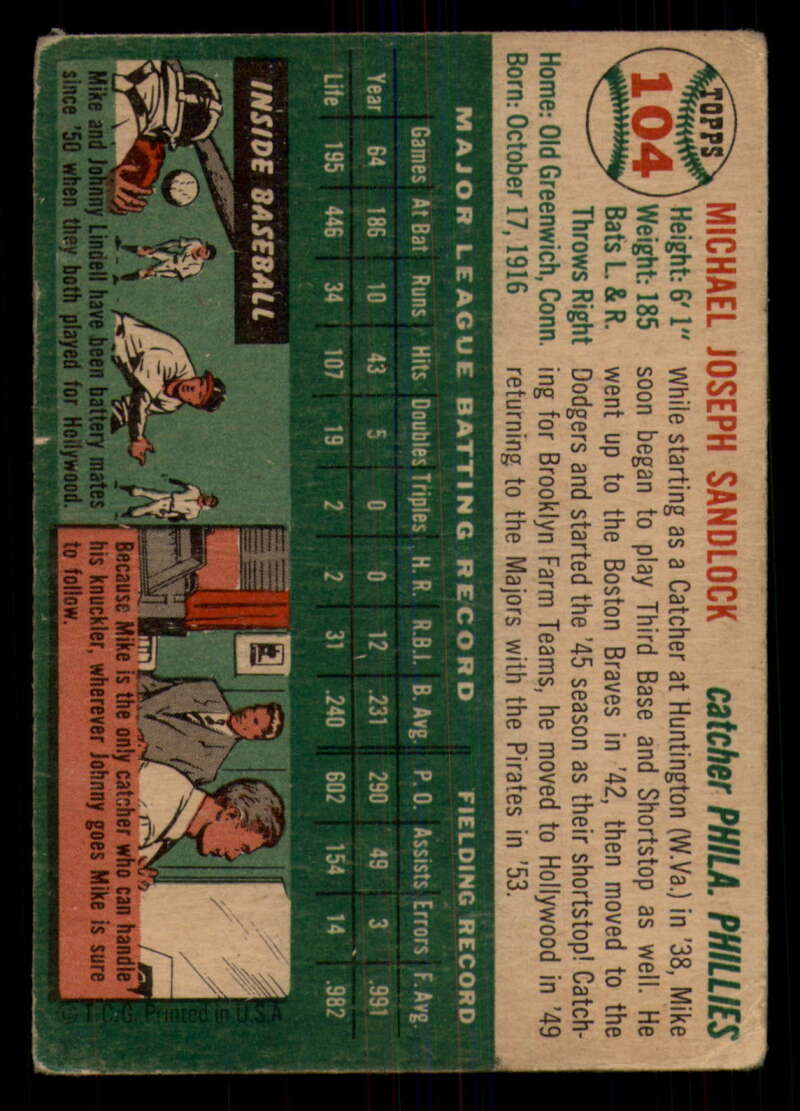 TOPPS
104
MICHAEL JOSEPH SANDLOCK
catcher PHILA. PHILLIES
Height: 6' 1"
Weight: 185
Bats L. & R.
Throws Right
Home: Old Greenwich, Conn.
Born: October 17, 1916
While starting as a Catcher at Huntington (W.Va.) in '38, Mike
soon began to play Third Base and Shortstop as well. He
went up to the Boston Braves in '42, then moved to the
Dodgers and started the '45 season as their shortstop! Catch-
ing for Brooklyn Farm Teams, he moved to Hollywood in '49
returning to the Majors with the Pirates in '53.
MAJOR LEAGUE BATTING RECORD FIELDING RECORD
Games At Bat Runs Hits Doubles Triples H. R. R.B.I. B. Avg. P. O. Assists Errors F. Avg.
Year 64 186 10 43 5 0 0 12 .231 290 49 3 .991
Life 195 446 34 107 19 2 2 31 .240 602 154 14 .982
INSIDE BASEBALL
Mike and Johnny Lindell have been battery mates
since '50 when they both played for Hollywood.
Because Mike is the only catcher who can handle
his knuckler, wherever Johnny goes Mike is sure
to follow.
© T.C.G. Printed in U.S.A